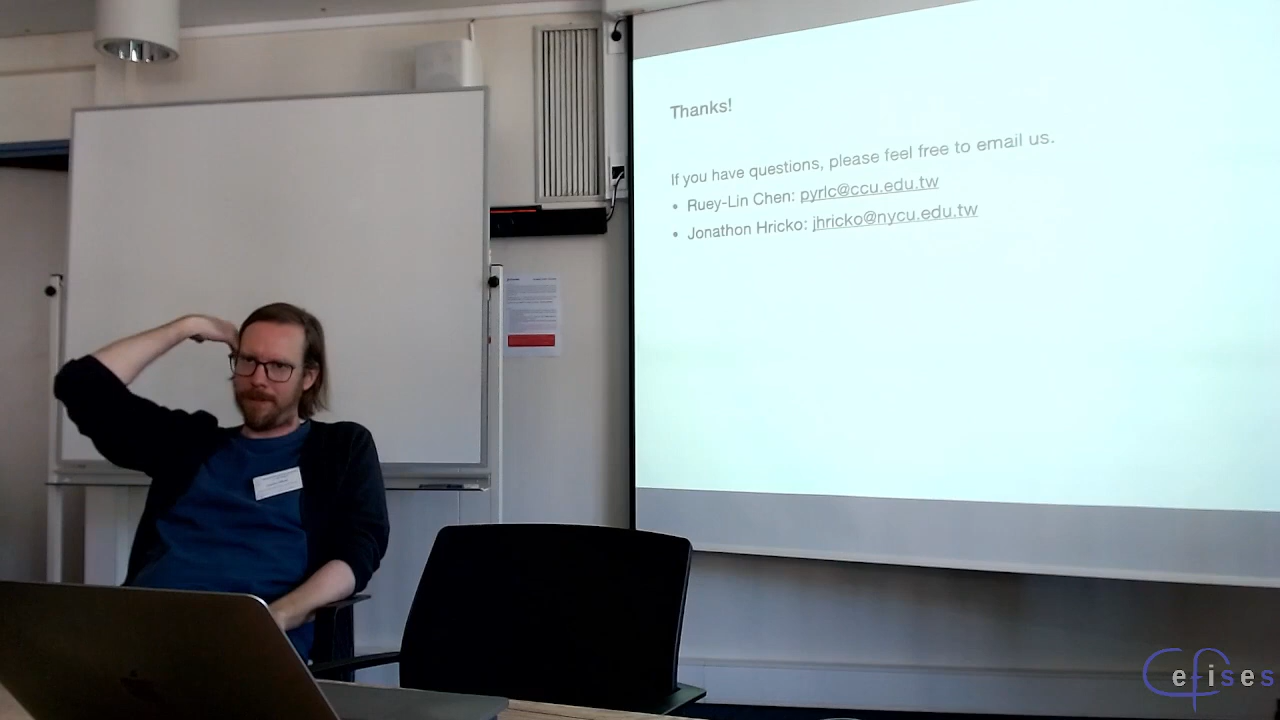 Thanks!
If you have questions, please feel free to email us.
• Ruey-Lin Chen: pyrlc@ccu.edu.tw
• Jonathon Hricko: jhricko@nycu.edu.tw
efises